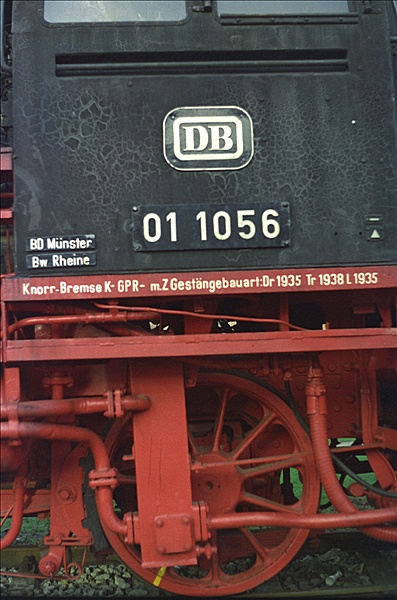 DB
01 1056
BD Münster
Bw Rheine
Knorr-Bremse K-GPR- m.Z Gestängebauart: Dr 1935 Tr 1938 L 1935